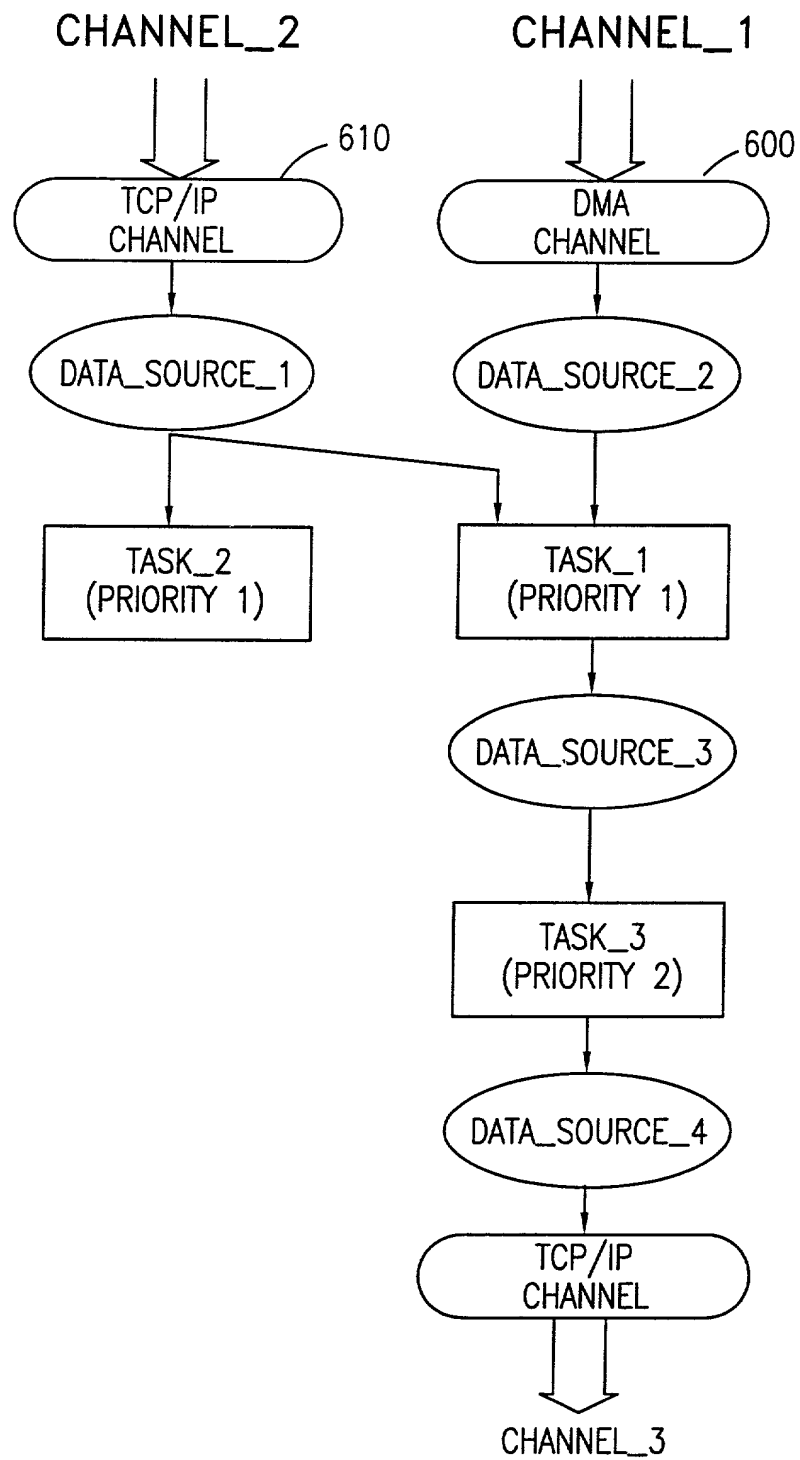 CHANNEL_2
CHANNEL_1
610
600
TCP/IP
CHANNEL
DMA
CHANNEL
DATA_SOURCE_1
DATA_SOURCE_2
TASK_2
(PRIORITY 1)
TASK_1
(PRIORITY 1)
DATA_SOURCE_3
TASK_3
(PRIORITY 2)
DATA_SOURCE_4
TCP/IP
CHANNEL
CHANNEL_3